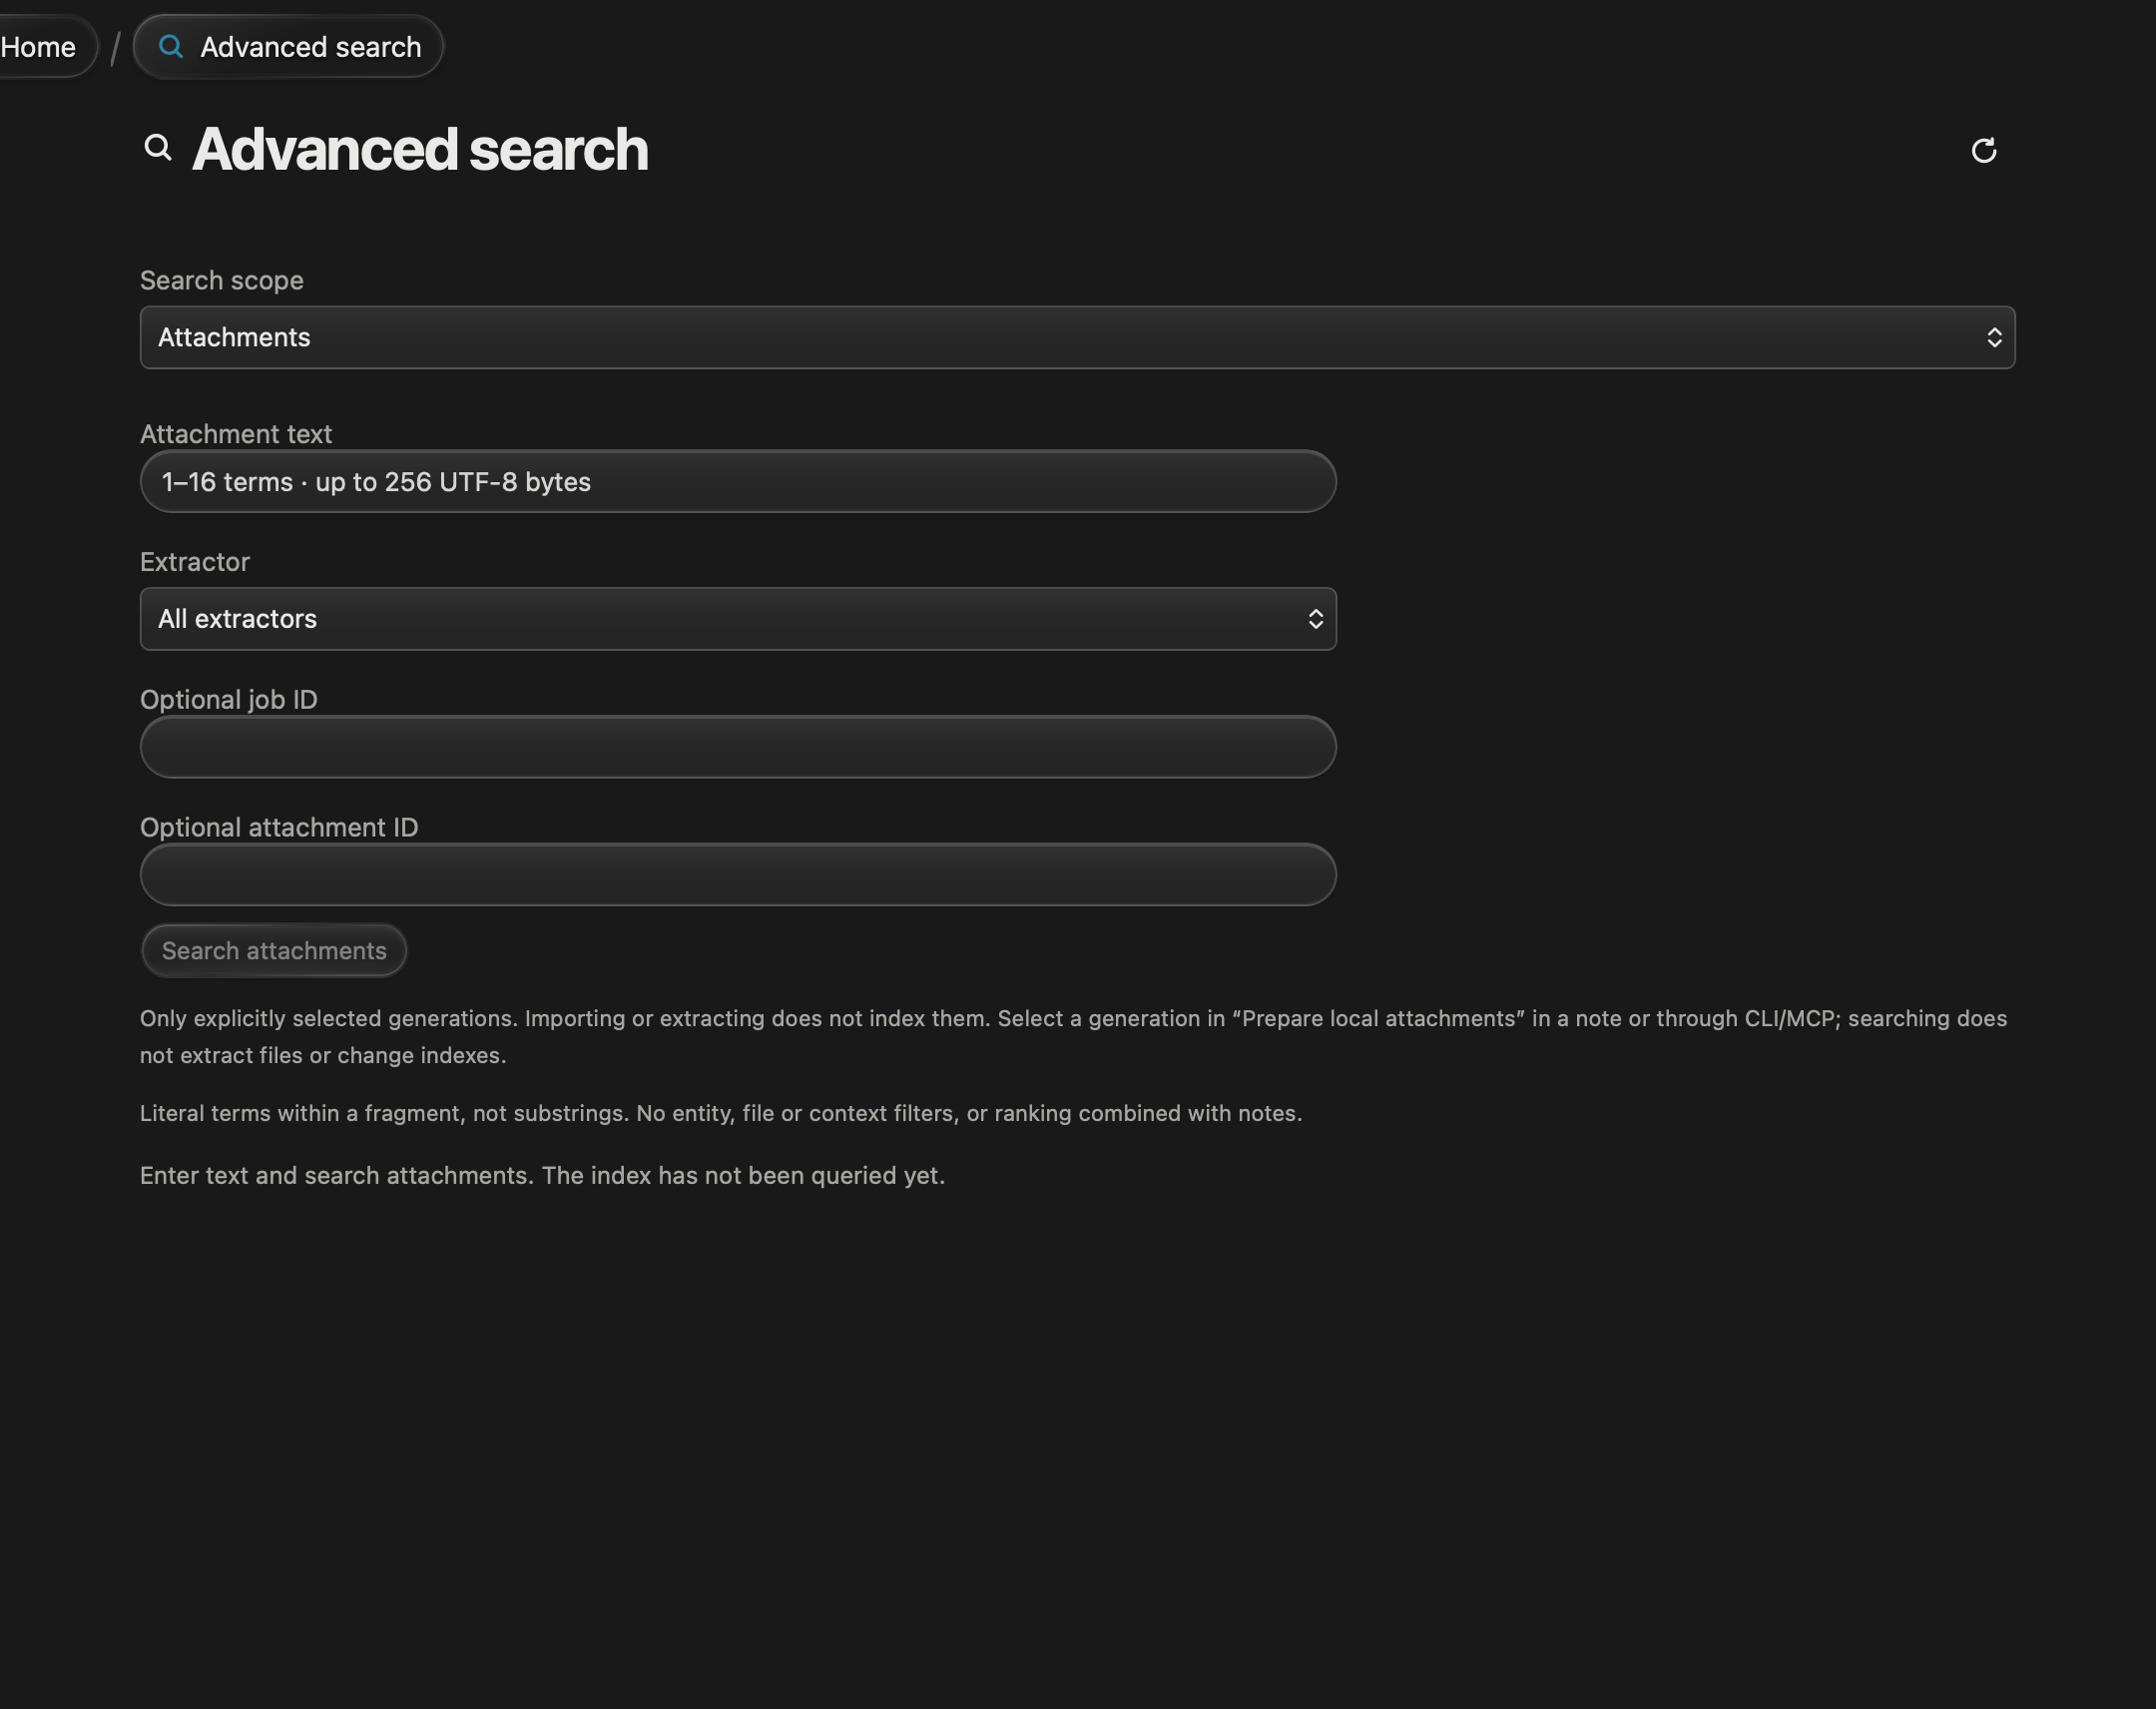 Home / Advanced search
Advanced search
Search scope
Attachments
Attachment text
1–16 terms · up to 256 UTF-8 bytes
Extractor
All extractors
Optional job ID
Optional attachment ID
Search attachments
Only explicitly selected generations. Importing or extracting does not index them. Select a generation in “Prepare local attachments” in a note or through CLI/MCP; searching does
not extract files or change indexes.
Literal terms within a fragment, not substrings. No entity, file or context filters, or ranking combined with notes.
Enter text and search attachments. The index has not been queried yet.